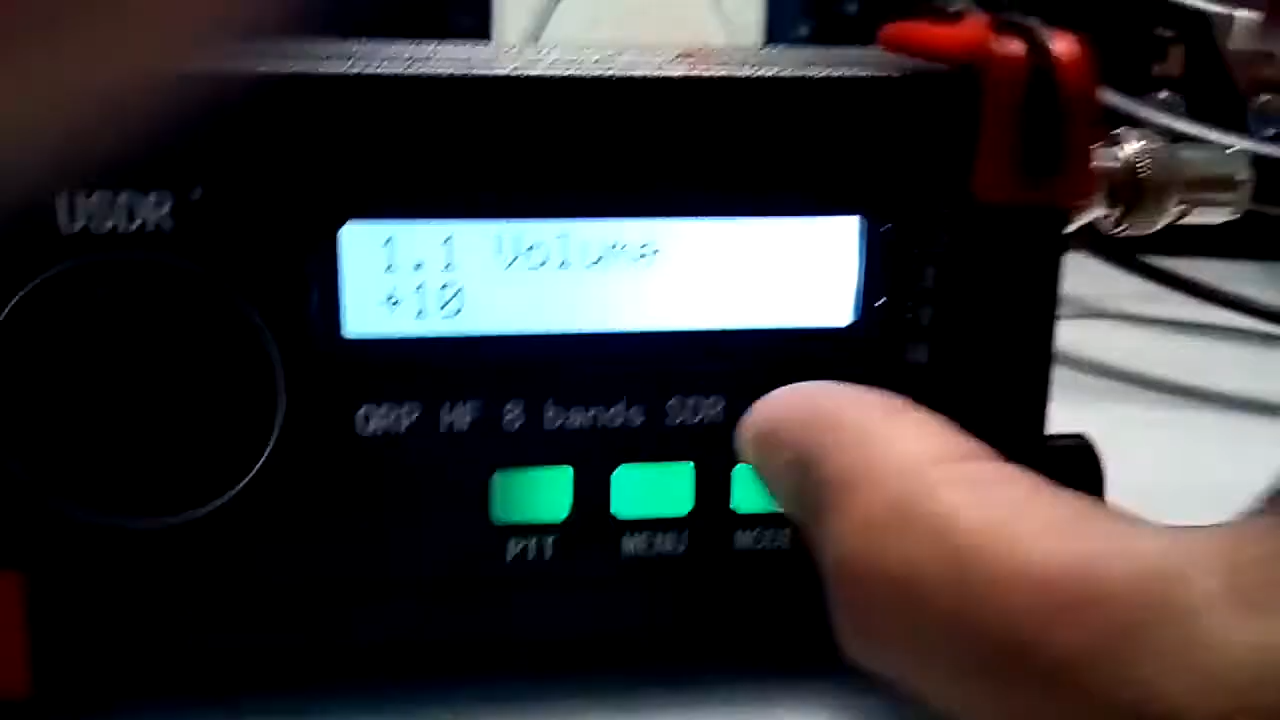 USDR
1.1 Volume
+10
QRP HF 8 bands SDR
PTT
MENU
MODE